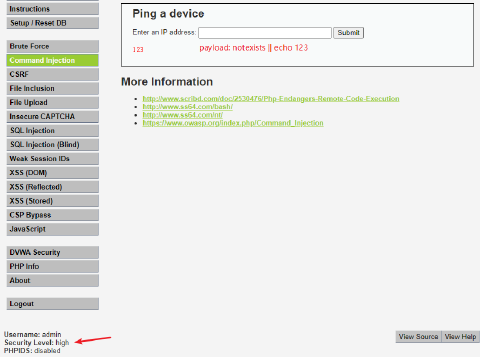 Instructions
Setup / Reset DB
Brute Force
Command Injection
CSRF
File Inclusion
File Upload
Insecure CAPTCHA
SQL Injection
SQL Injection (Blind)
Weak Session IDs
XSS (DOM)
XSS (Reflected)
XSS (Stored)
CSP Bypass
JavaScript
DVWA Security
PHP Info
About
Logout
Ping a device
Enter an IP address: Submit
123 payload: notexists || echo 123
More Information
http://www.scribd.com/doc/2530476/Php-Endangers-Remote-Code-Execution
http://www.ss64.com/bash/
http://www.ss64.com/nt/
https://www.owasp.org/index.php/Command_Injection
Username: admin
Security Level: high
PHPIDS: disabled
View Source View Help